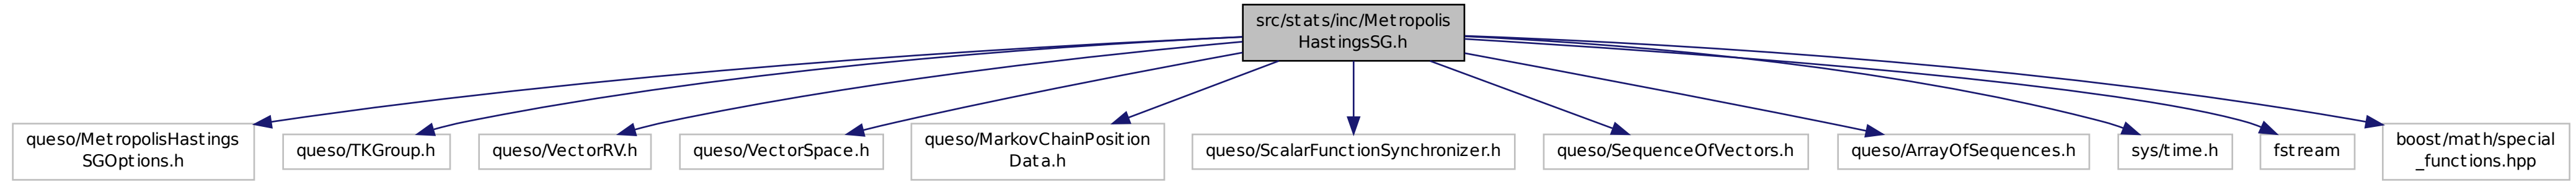 src/stats/inc/Metropolis
HastingsSG.h
queso/MetropolisHastings
SGOptions.h
queso/TKGroup.h
queso/VectorRV.h
queso/VectorSpace.h
queso/MarkovChainPosition
Data.h
queso/ScalarFunctionSynchronizer.h
queso/SequenceOfVectors.h
queso/ArrayOfSequences.h
sys/time.h
fstream
boost/math/special
_functions.hpp